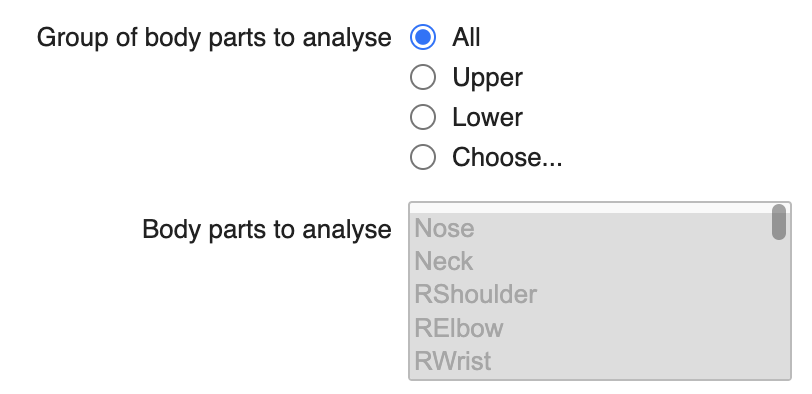 Group of body parts to analyse
All
Upper
Lower
Choose...
Body parts to analyse
Nose
Neck
RShoulder
RElbow
RWrist